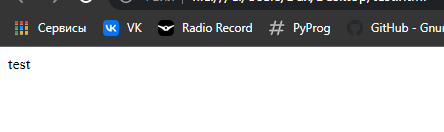 Сервисы VK Radio Record PyProg GitHub - Gnu
test